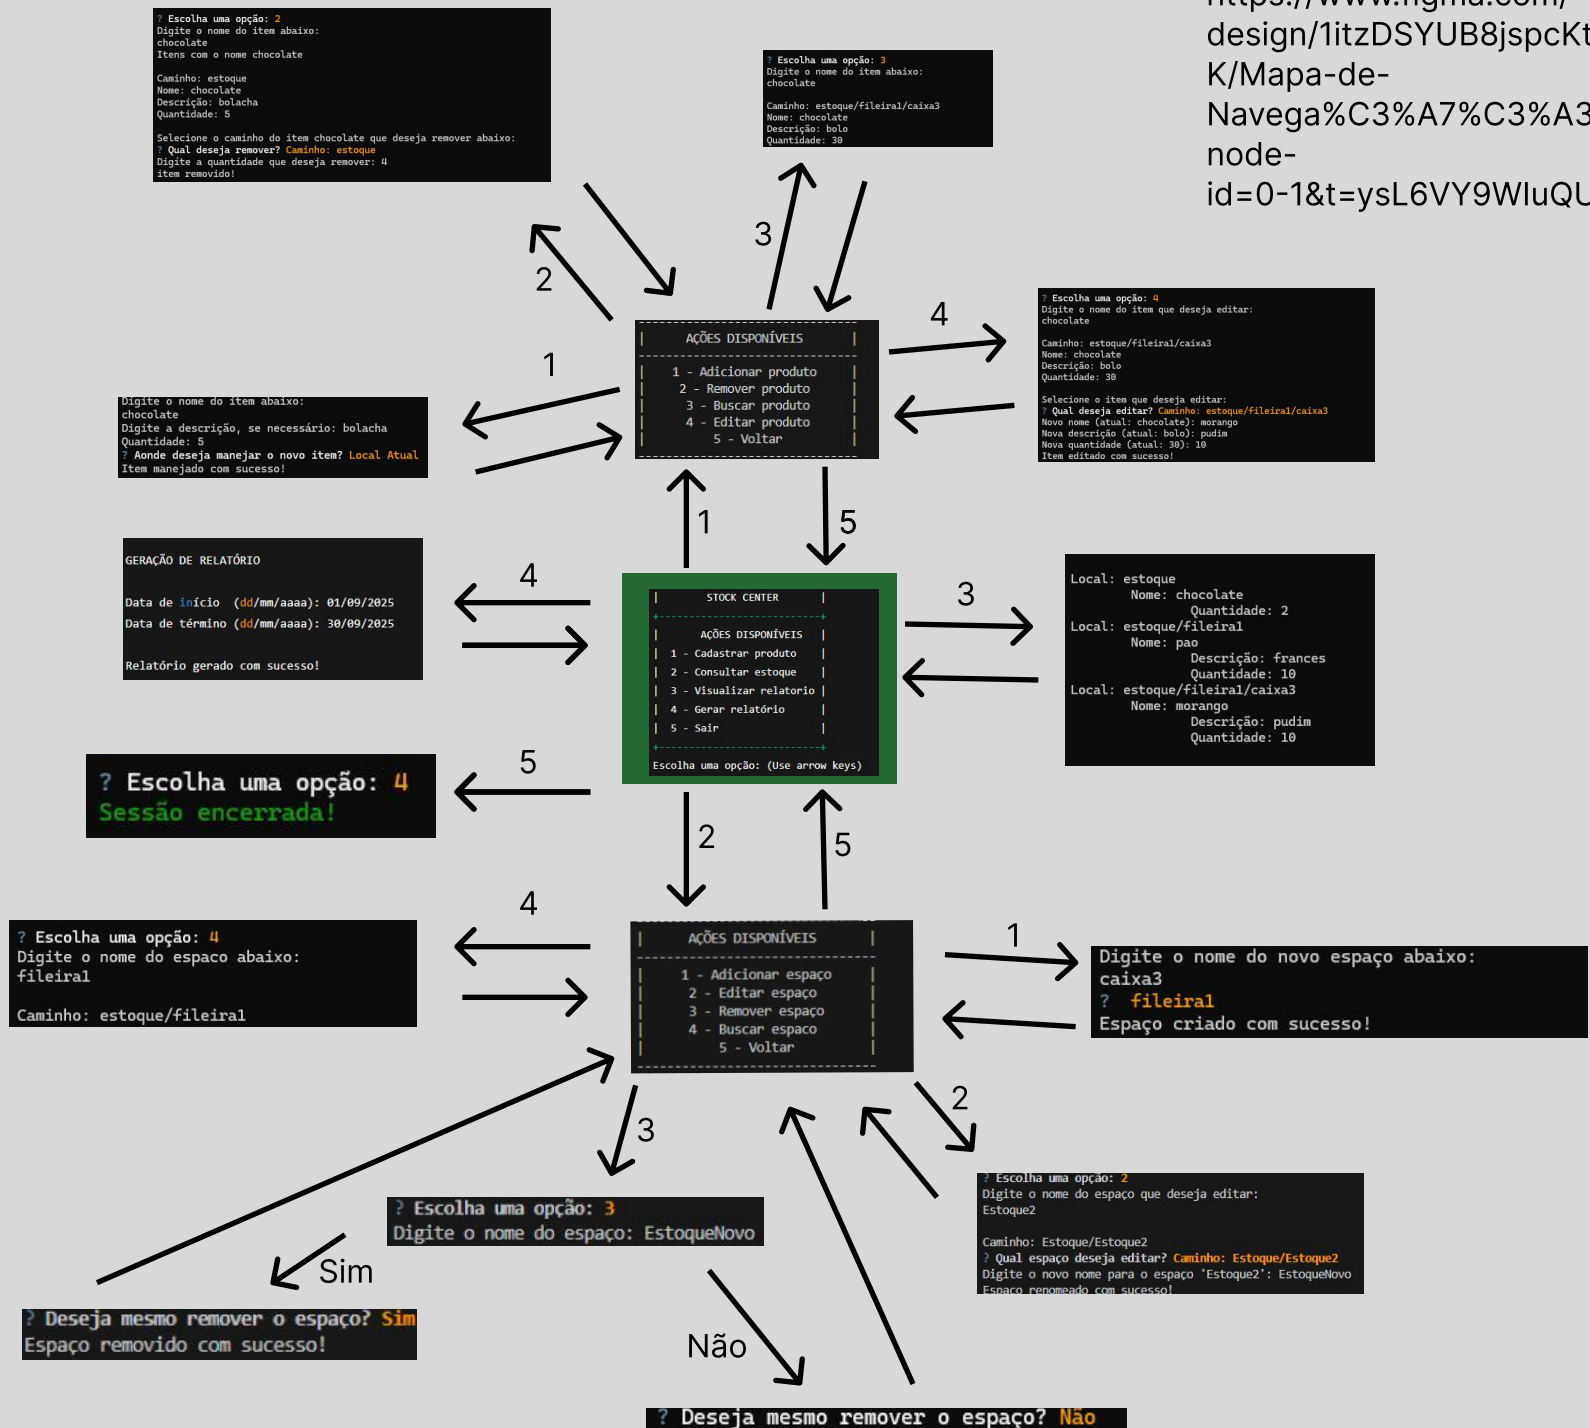 ? Escolha uma opção: 2
Digite o nome do item abaixo:
chocolate
Itens com o nome chocolate
Caminho: estoque
Nome: chocolate
Descrição: bolacha
Quantidade: 5
Selecione o caminho do item chocolate que deseja remover abaixo:
? Qual deseja remover? Caminho: estoque
Digite a quantidade que deseja remover: 4
item removido!
? Escolha uma opção: 3
Digite o nome do item abaixo:
chocolate
Caminho: estoque/fileira1/caixa3
Nome: chocolate
Descrição: bolo
Quantidade: 30
https://www.figma.com/
design/1itzDSYUB8jspcKt
K/Mapa-de-
Navega%C3%A7%C3%A3
node-
id=0-1&t=ysL6VY9WIuQU
2
3
4
1
| AÇÕES DISPONÍVEIS |
| 1 - Adicionar produto |
| 2 - Remover produto |
| 3 - Buscar produto |
| 4 - Editar produto |
| 5 - Voltar |
? Escolha uma opção: 4
Digite o nome do item que deseja editar:
chocolate
Caminho: estoque/fileira1/caixa3
Nome: chocolate
Descrição: bolo
Quantidade: 30
Selecione o item que deseja editar:
? Qual deseja editar? Caminho: estoque/fileira1/caixa3
Novo nome (atual: chocolate): morango
Nova descrição (atual: bolo): pudim
Nova quantidade (atual: 30): 10
Item editado com sucesso!
Digite o nome do item abaixo:
chocolate
Digite a descrição, se necessário: bolacha
Quantidade: 5
? Aonde deseja manejar o novo item? Local Atual
Item manejado com sucesso!
1
5
GERAÇÃO DE RELATÓRIO
Data de início (dd/mm/aaaa): 01/09/2025
Data de término (dd/mm/aaaa): 30/09/2025
Relatório gerado com sucesso!
4
| STOCK CENTER |
| AÇÕES DISPONÍVEIS |
| 1 - Cadastrar produto |
| 2 - Consultar estoque |
| 3 - Visualizar relatorio |
| 4 - Gerar relatório |
| 5 - Sair |
Escolha uma opção: (Use arrow keys)
3
Local: estoque
Nome: chocolate
Quantidade: 2
Local: estoque/fileira1
Nome: pao
Descrição: frances
Quantidade: 10
Local: estoque/fileira1/caixa3
Nome: morango
Descrição: pudim
Quantidade: 10
? Escolha uma opção: 4
Sessão encerrada!
5
2
5
? Escolha uma opção: 4
Digite o nome do espaco abaixo:
fileira1
Caminho: estoque/fileira1
4
| AÇÕES DISPONÍVEIS |
| 1 - Adicionar espaço |
| 2 - Editar espaço |
| 3 - Remover espaço |
| 4 - Buscar espaco |
| 5 - Voltar |
1
Digite o nome do novo espaço abaixo:
caixa3
? fileira1
Espaço criado com sucesso!
3
2
? Escolha uma opção: 3
Digite o nome do espaço: EstoqueNovo
? Escolha uma opção: 2
Digite o nome do espaço que deseja editar:
Estoque2
Caminho: Estoque/Estoque2
? Qual espaço deseja editar? Caminho: Estoque/Estoque2
Digite o novo nome para o espaço 'Estoque2': EstoqueNovo
Espaço renomeado com sucesso!
Sim
? Deseja mesmo remover o espaço? Sim
Espaço removido com sucesso!
Não
? Deseja mesmo remover o espaço? Não